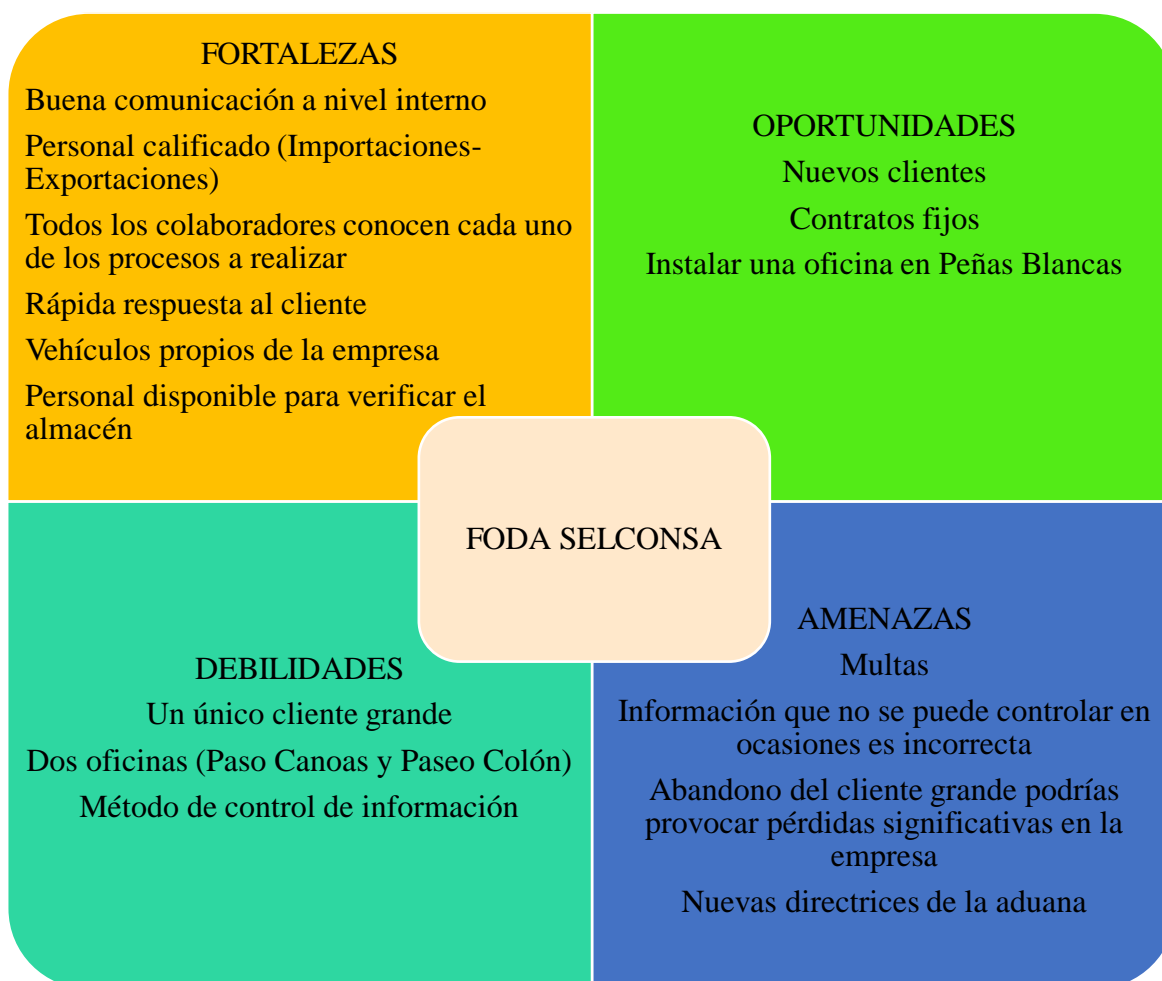 FORTALEZAS
Buena comunicación a nivel interno
Personal calificado (Importaciones-
Exportaciones)
Todos los colaboradores conocen cada uno
de los procesos a realizar
Rápida respuesta al cliente
Vehículos propios de la empresa
Personal disponible para verificar el
almacén
OPORTUNIDADES
Nuevos clientes
Contratos fijos
Instalar una oficina en Peñas Blancas
FODA SELCONSA
DEBILIDADES
Un único cliente grande
Dos oficinas (Paso Canoas y Paseo Colón)
Método de control de información
AMENAZAS
Multas
Información que no se puede controlar en
ocasiones es incorrecta
Abandono del cliente grande podrías
provocar pérdidas significativas en la
empresa
Nuevas directrices de la aduana